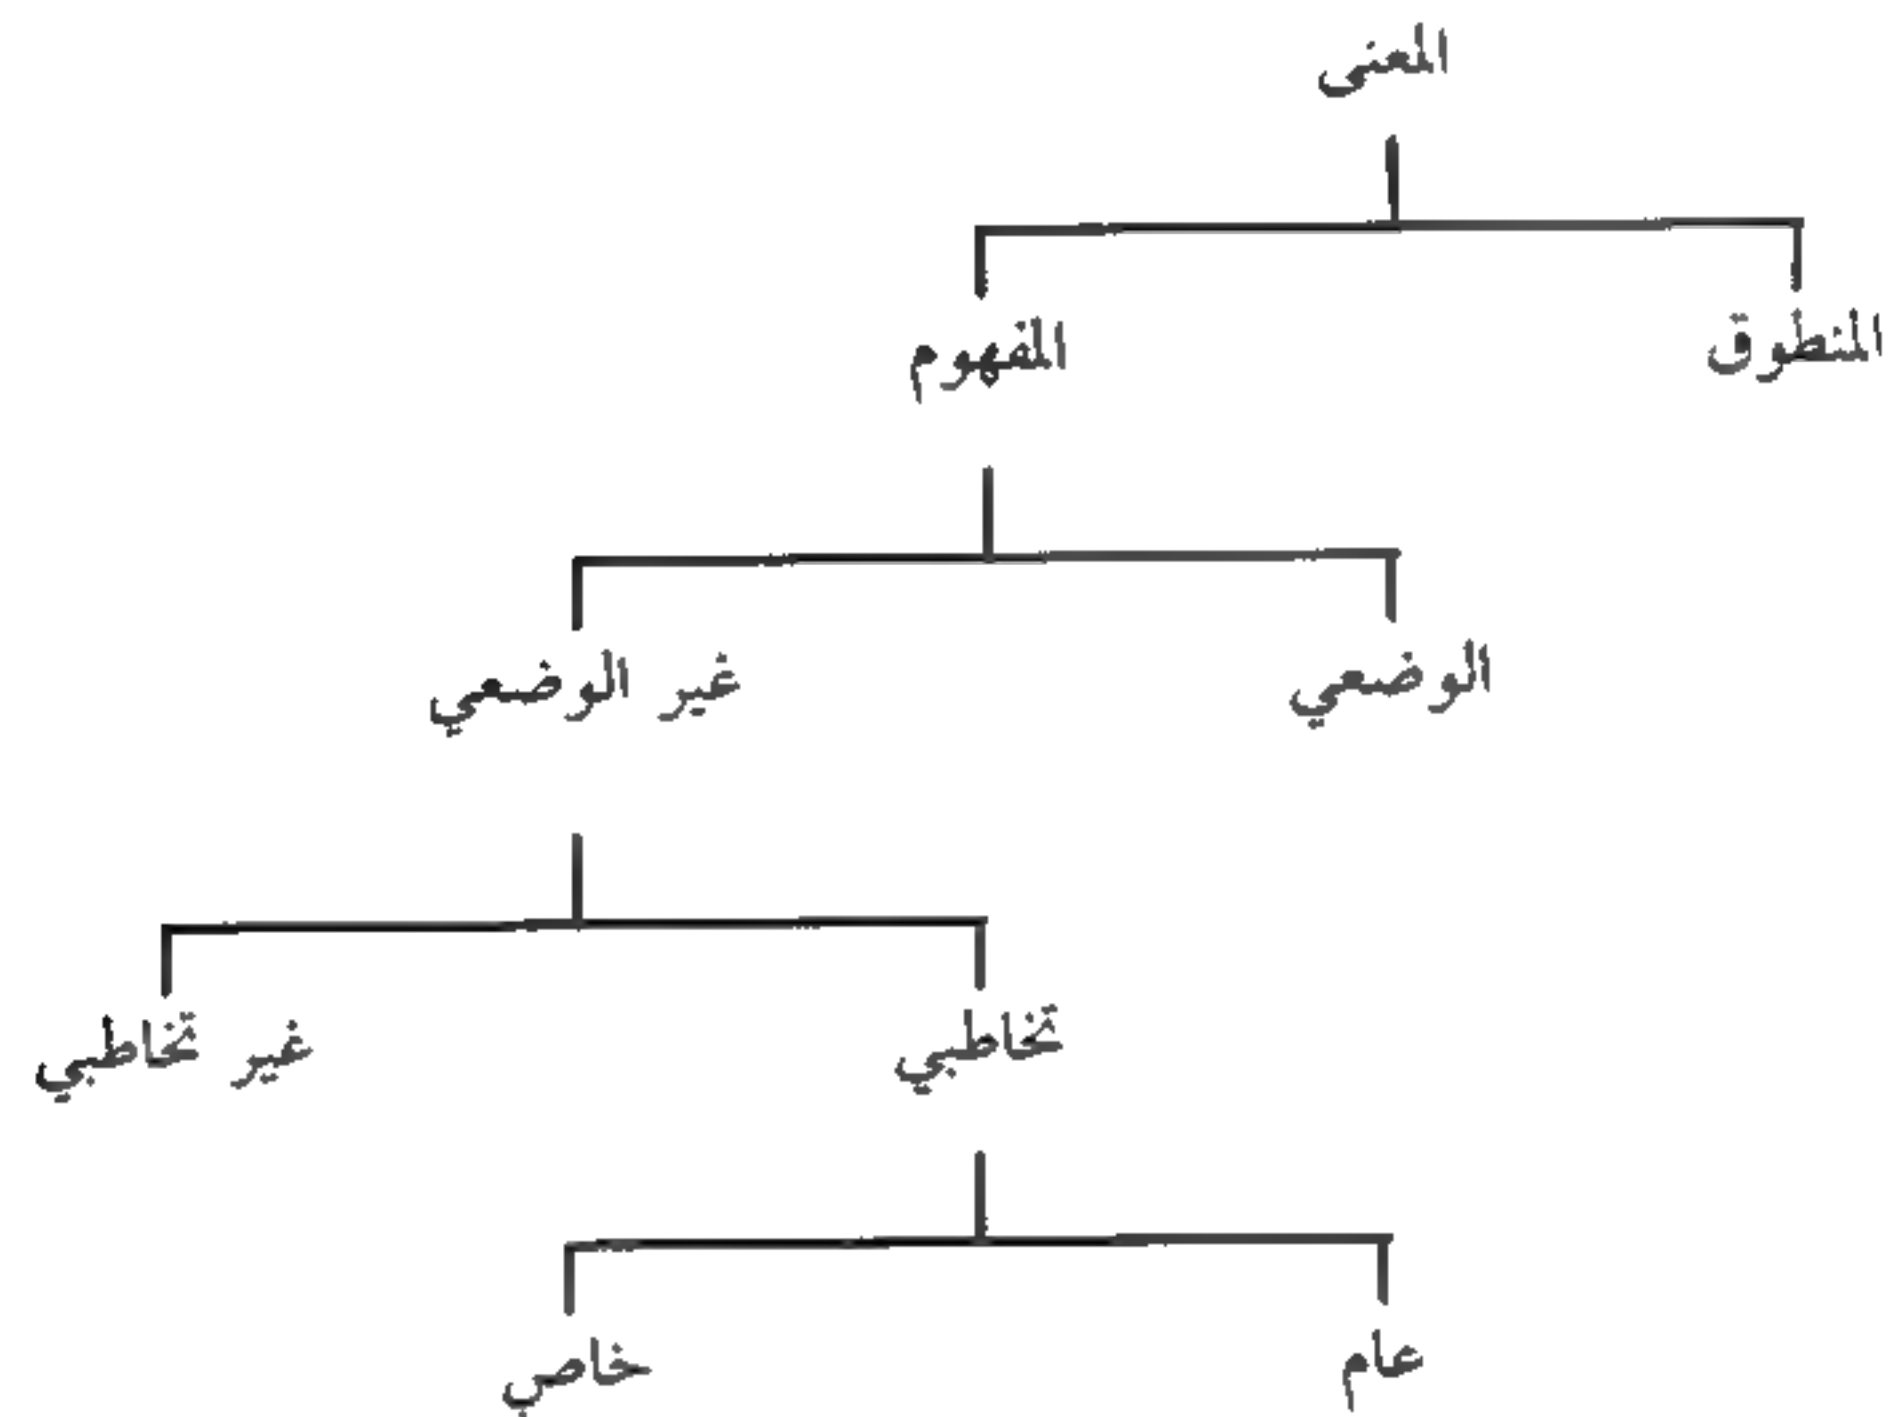 المعنى
المنطوق المفهوم
الوضعي غير الوضعي
تخاطبي غير تخاطبي
عام خاص